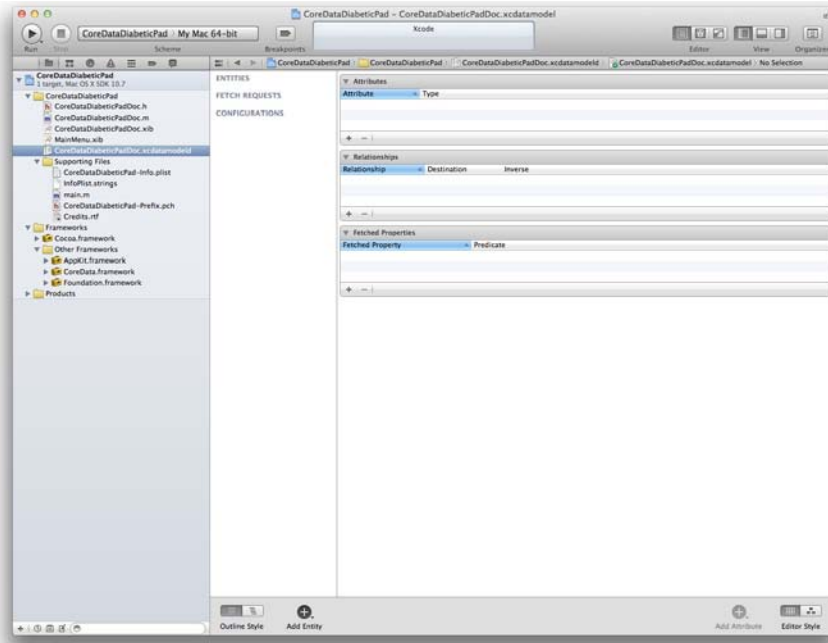 CoreDataDiabeticPad – CoreDataDiabeticPadDoc.xcdatamodel
CoreDataDiabeticPad › My Mac 64-bit
Xcode
Run Stop Scheme Breakpoints Editor View Organizer
CoreDataDiabeticPad
1 target, Mac OS X SDK 10.7
CoreDataDiabeticPad
CoreDataDiabeticPadDoc.h
CoreDataDiabeticPadDoc.m
CoreDataDiabeticPadDoc.xib
MainMenu.xib
CoreDataDiabeticPadDoc.xcdatamodeld
Supporting Files
CoreDataDiabeticPad-Info.plist
InfoPlist.strings
main.m
CoreDataDiabeticPad-Prefix.pch
Credits.rtf
Frameworks
Cocoa.framework
Other Frameworks
AppKit.framework
CoreData.framework
Foundation.framework
Products
CoreDataDiabeticPad CoreDataDiabeticPad CoreDataDiabeticPadDoc.xcdatamodeld CoreDataDiabeticPadDoc.xcdatamodel No Selection
ENTITIES
FETCH REQUESTS
CONFIGURATIONS
Attributes
Attribute Type
Relationships
Relationship Destination Inverse
Fetched Properties
Fetched Property Predicate
Outline Style Add Entity Add Attribute Editor Style